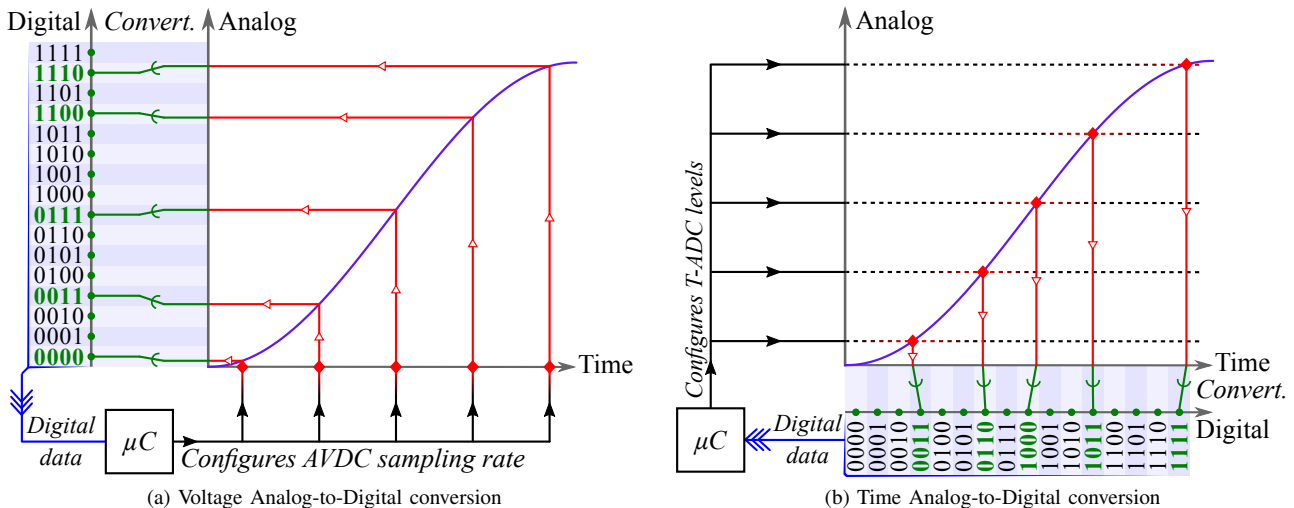 Digital Convert. Analog
1111
1110
1101
1100
1011
1010
1001
1000
0111
0110
0101
0100
0011
0010
0001
0000
Time
Digital
data
μC
Configures AVDC sampling rate
(a) Voltage Analog-to-Digital conversion
Analog
Configures T-ADC levels
Time
Convert.
Digital
μC
Digital
data
0000
0001
0010
0011
0100
0101
0110
0111
1000
1001
1010
1011
1100
1101
1110
1111
(b) Time Analog-to-Digital conversion